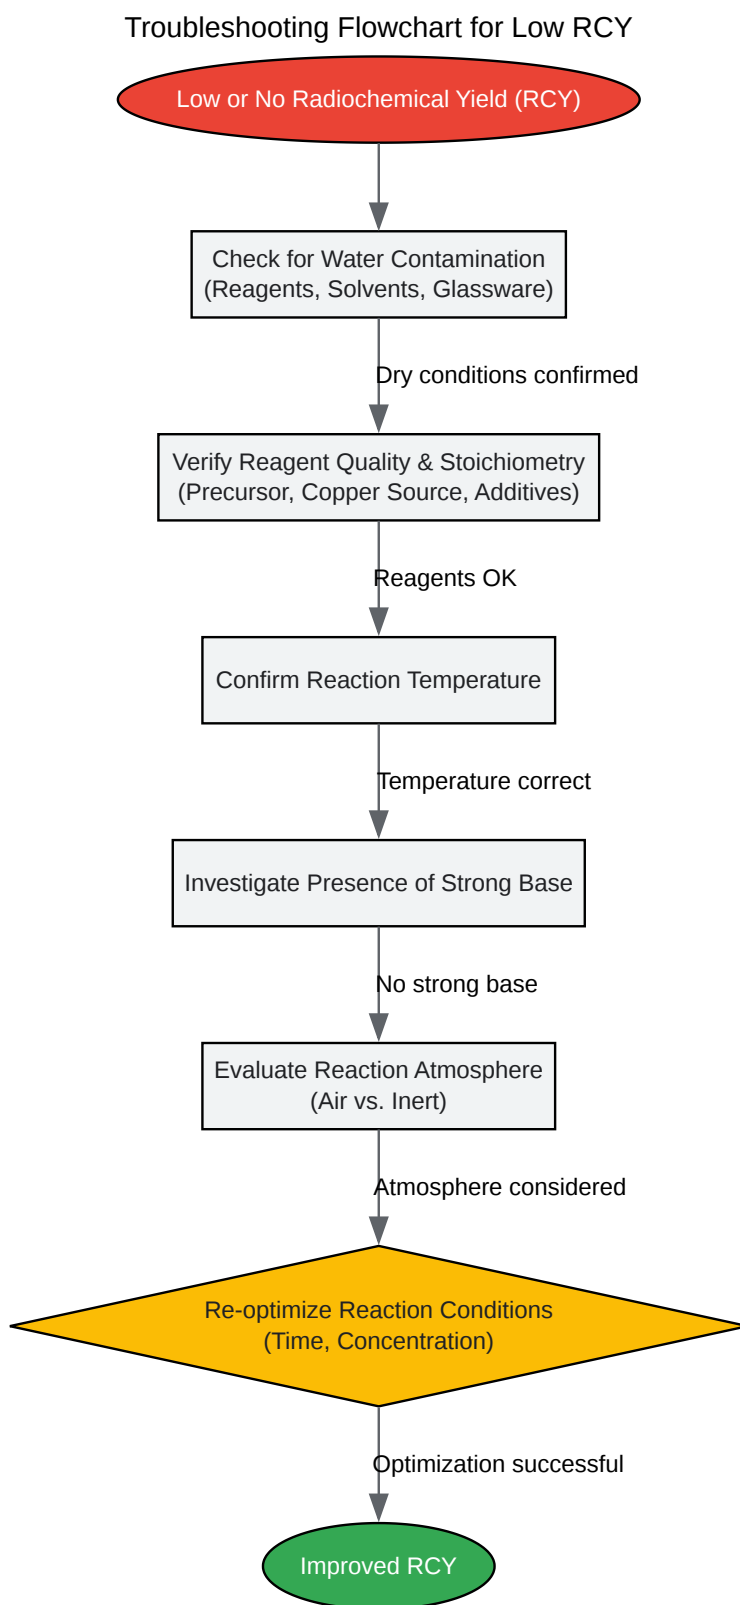 Troubleshooting Flowchart for Low RCY
Low or No Radiochemical Yield (RCY)
Check for Water Contamination
(Reagents, Solvents, Glassware)
Dry conditions confirmed
Verify Reagent Quality & Stoichiometry
(Precursor, Copper Source, Additives)
Reagents OK
Confirm Reaction Temperature
Temperature correct
Investigate Presence of Strong Base
No strong base
Evaluate Reaction Atmosphere
(Air vs. Inert)
Atmosphere considered
Re-optimize Reaction Conditions
(Time, Concentration)
Optimization successful
Improved RCY